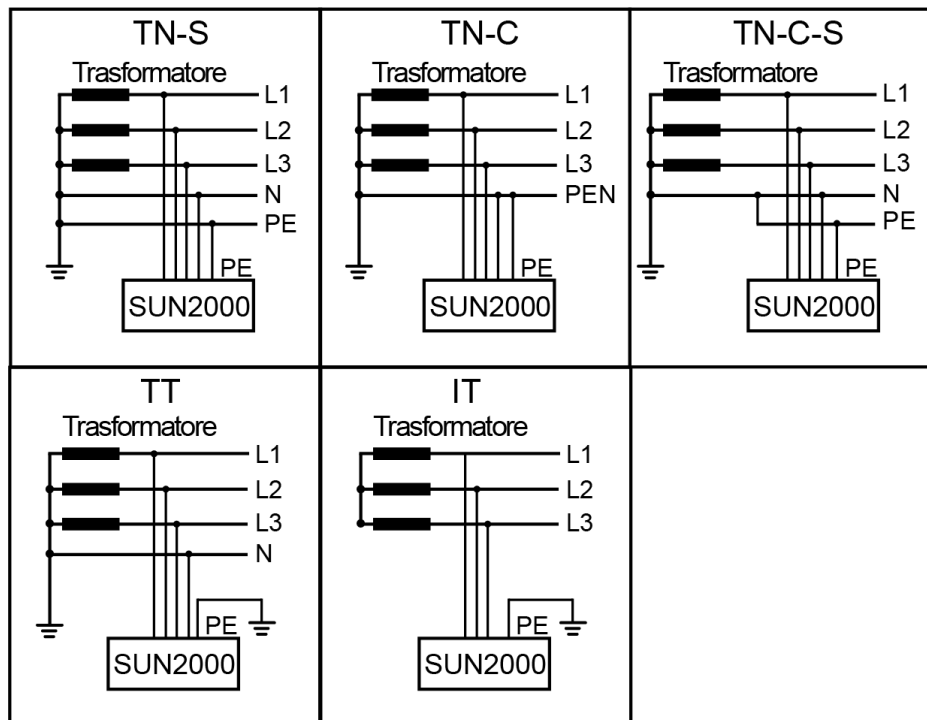 TN-S
Trasformatore
L1
L2
L3
N
PE
PE
SUN2000
TN-C
Trasformatore
L1
L2
L3
PEN
PE
SUN2000
TN-C-S
Trasformatore
L1
L2
L3
N
PE
PE
SUN2000
TT
Trasformatore
L1
L2
L3
N
PE
SUN2000
IT
Trasformatore
L1
L2
L3
PE
SUN2000